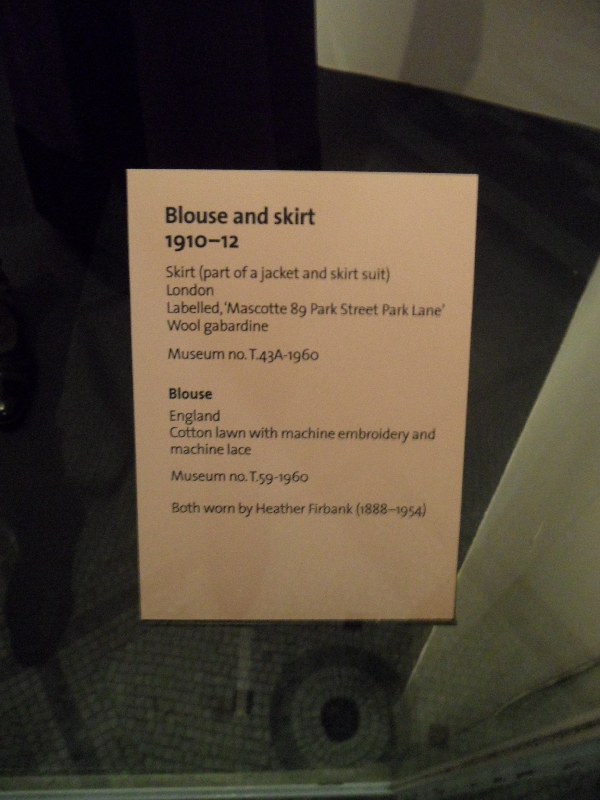 Blouse and skirt
1910–12
Skirt (part of a jacket and skirt suit)
London
Labelled, 'Mascotte 89 Park Street Park Lane'
Wool gabardine
Museum no. T.43A-1960
Blouse
England
Cotton lawn with machine embroidery and
machine lace
Museum no. T.59-1960
Both worn by Heather Firbank (1888–1954)